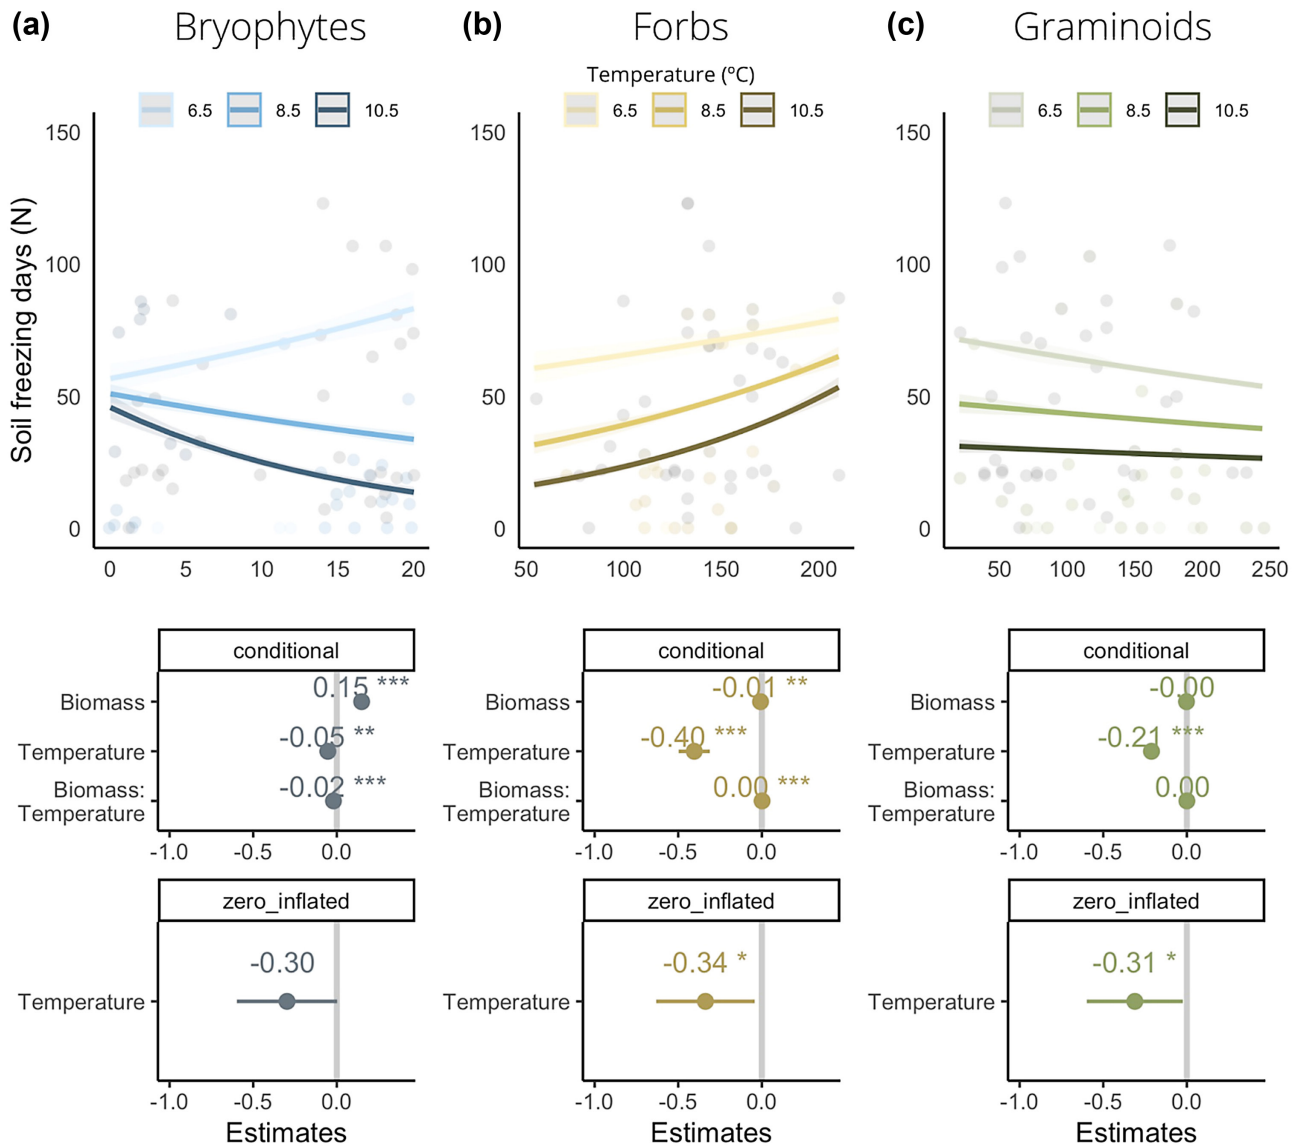 (a) Bryophytes
(b) Forbs
(c) Graminoids
Temperature (ºC)
6.5 8.5 10.5
6.5 8.5 10.5
6.5 8.5 10.5
Soil freezing days (N)
150
100
50
0
0 5 10 15 20
150
100
50
0
50 100 150 200
150
100
50
0
50 100 150 200 250
conditional
Biomass
0.15 ***
Temperature
-0.05 **
Biomass:
Temperature
-0.02 ***
-1.0 -0.5 0.0
conditional
Biomass
-0.01 **
Temperature
-0.40 ***
Biomass:
Temperature
0.00 ***
-1.0 -0.5 0.0
conditional
Biomass
-0.00
Temperature
-0.21 ***
Biomass:
Temperature
0.00
-1.0 -0.5 0.0
zero_inflated
-0.30
Temperature
-1.0 -0.5 0.0
Estimates
zero_inflated
-0.34 *
Temperature
-1.0 -0.5 0.0
Estimates
zero_inflated
-0.31 *
Temperature
-1.0 -0.5 0.0
Estimates